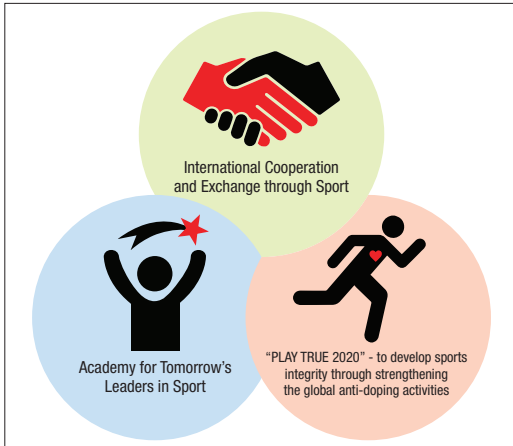 International Cooperation
and Exchange through Sport
Academy for Tomorrow's
Leaders in Sport
“PLAY TRUE 2020” - to develop sports
integrity through strengthening
the global anti-doping activities